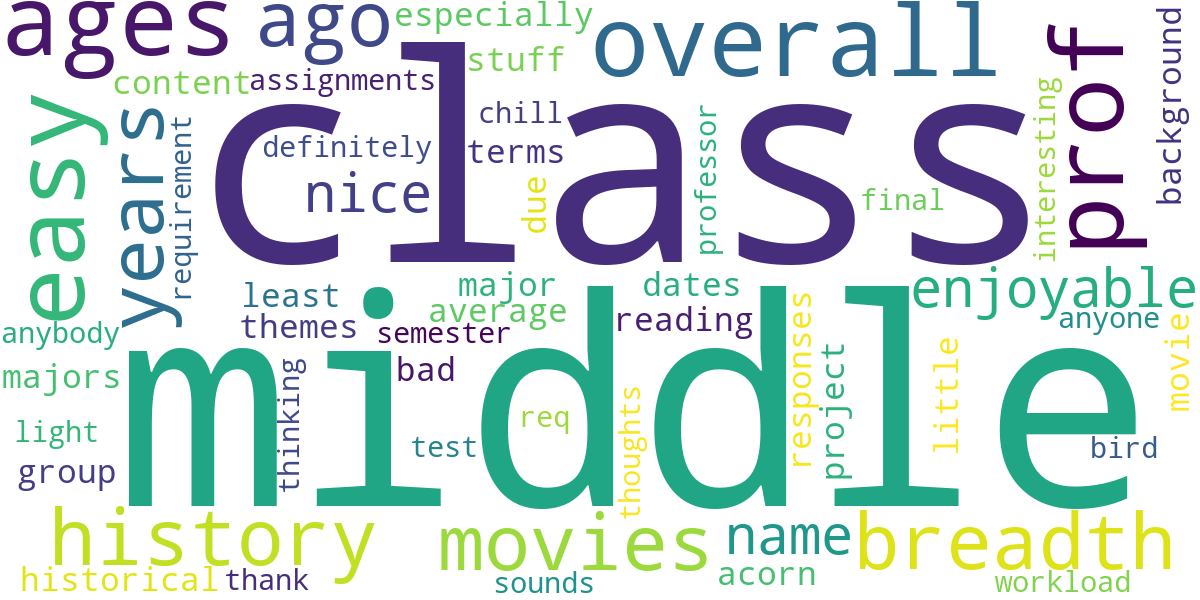 ages
ago
especially
overall
prof
background
stuff
content
assignments
easy
years
requirement
class
chill
definitely
terms
nice
due
professor
final
interesting
least
major
dates
enjoyable
average
themes
semester
reading
anybody
anyone
movie
bad
majors
middle
responses
project
little
thinking
thoughts
req
light
test
bird
group
history
movies
name
breadth
historical
thank
sounds
acorn
workload